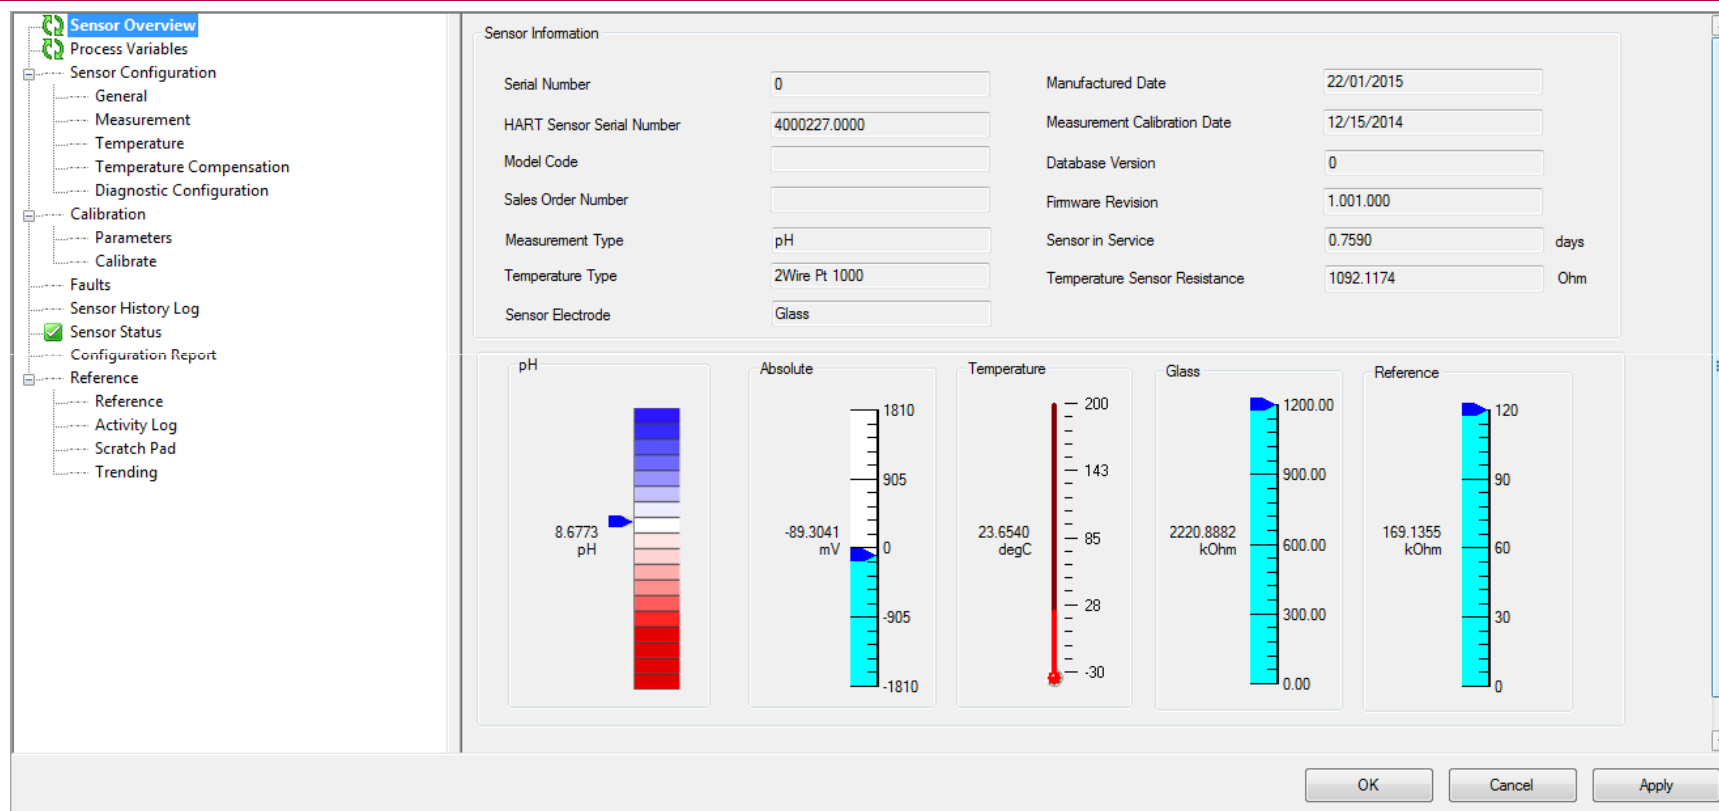 Sensor Overview
Process Variables
Sensor Configuration
General
Measurement
Temperature
Temperature Compensation
Diagnostic Configuration
Calibration
Parameters
Calibrate
Faults
Sensor History Log
Sensor Status
Configuration Report
Reference
Reference
Activity Log
Scratch Pad
Trending
Sensor Information
Serial Number 0
HART Sensor Serial Number 4000227.0000
Model Code
Sales Order Number
Measurement Type pH
Temperature Type 2Wire Pt 1000
Sensor Electrode Glass
Manufactured Date 22/01/2015
Measurement Calibration Date 12/15/2014
Database Version 0
Firmware Revision 1.001.000
Sensor in Service 0.7590 days
Temperature Sensor Resistance 1092.1174 Ohm
pH
8.6773
pH
Absolute
1810
905
-89.3041
mV
0
-905
-1810
Temperature
200
143
23.6540
degC
85
28
-30
Glass
1200.00
900.00
2220.8882
kOhm
600.00
300.00
0.00
Reference
120
90
169.1355
kOhm
60
30
0
OK Cancel Apply